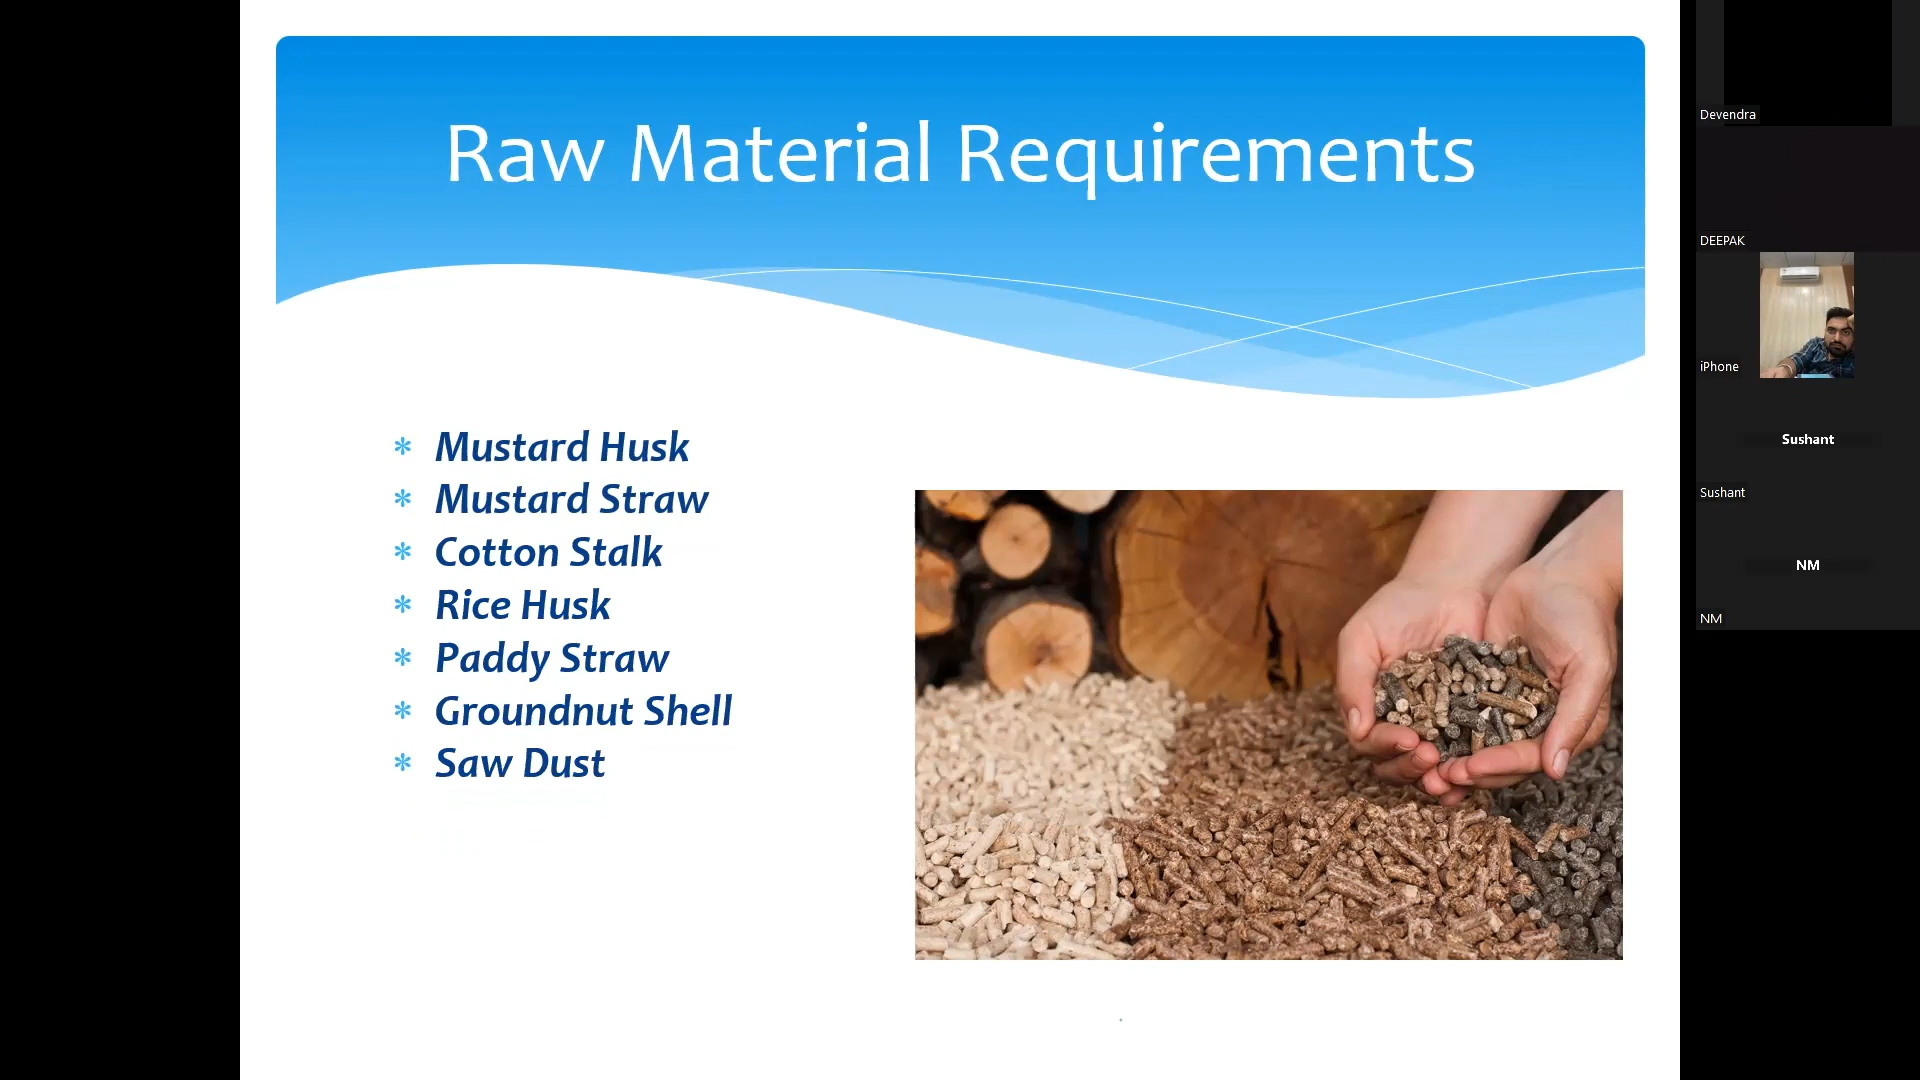 Raw Material Requirements
* Mustard Husk
* Mustard Straw
* Cotton Stalk
* Rice Husk
* Paddy Straw
* Groundnut Shell
* Saw Dust
Devendra
DEEPAK
iPhone
Sushant
Sushant
NM
NM